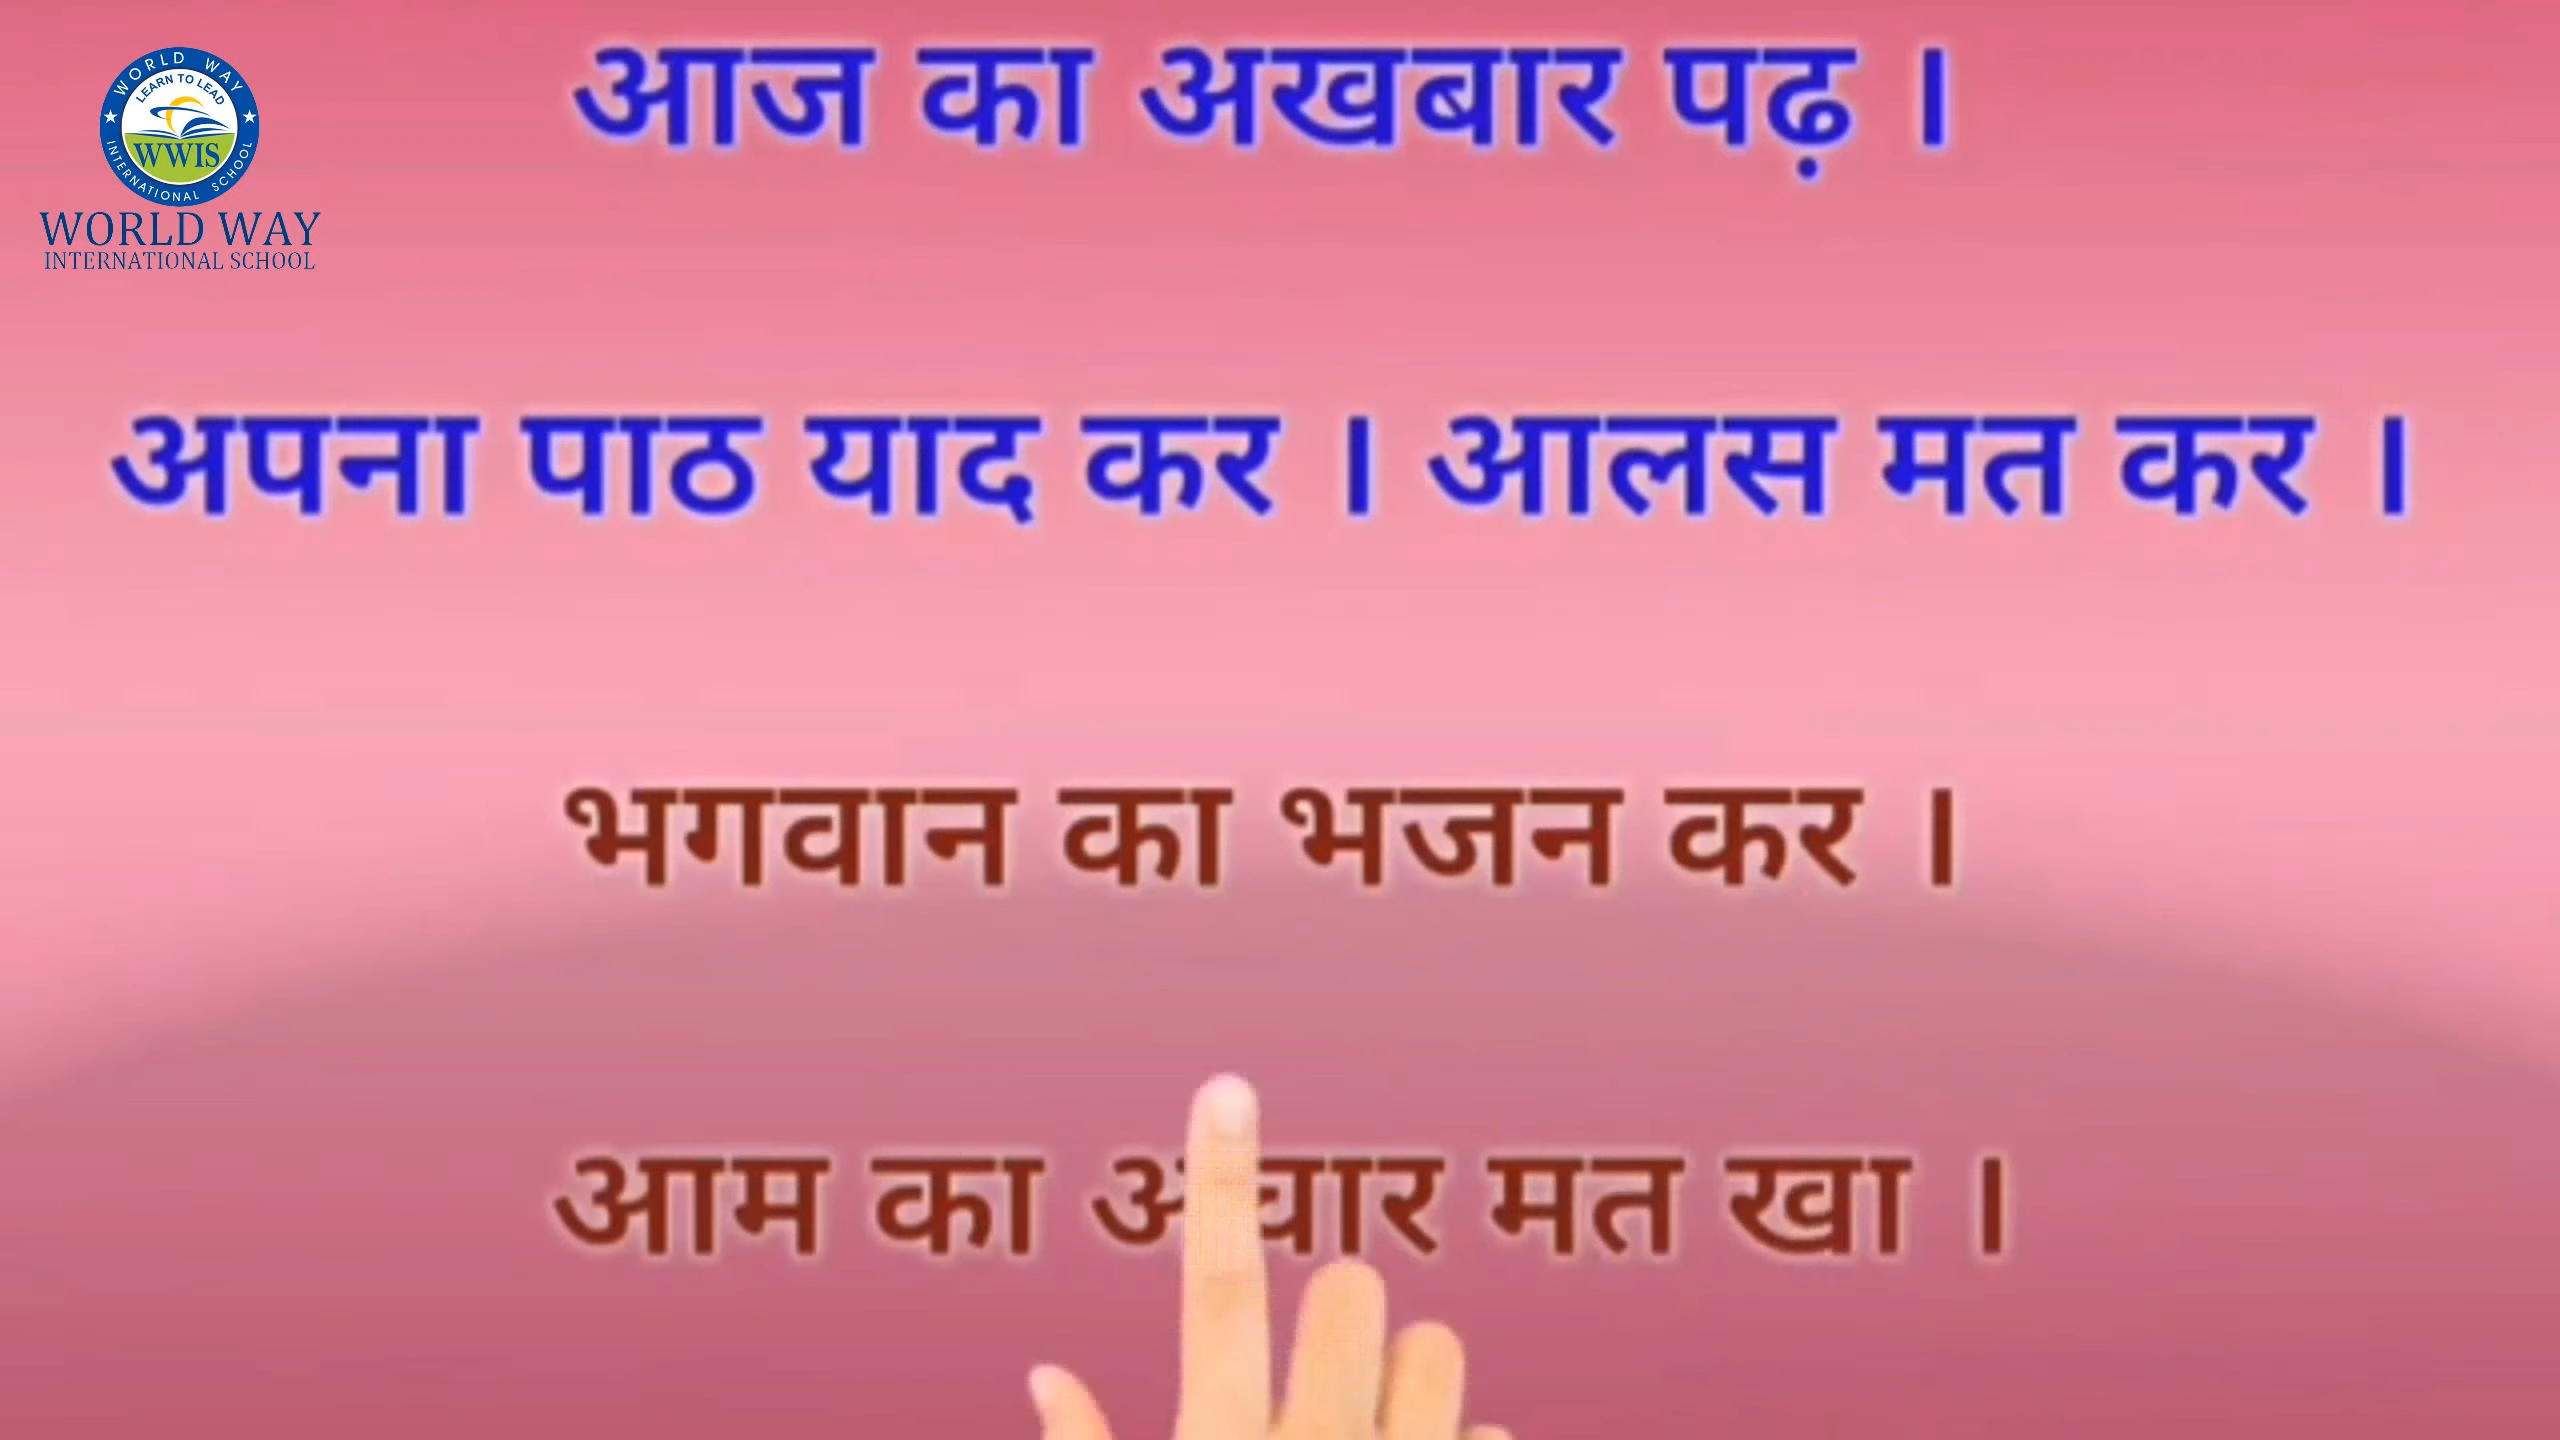 WORLD WAY
LEARN TO LEAD
WWIS
INTERNATIONAL SCHOOL
WORLD WAY
INTERNATIONAL SCHOOL
आज का अखबार पढ़ ।
अपना पाठ याद कर । आलस मत कर ।
भगवान का भजन कर ।
आम का मत खा ।